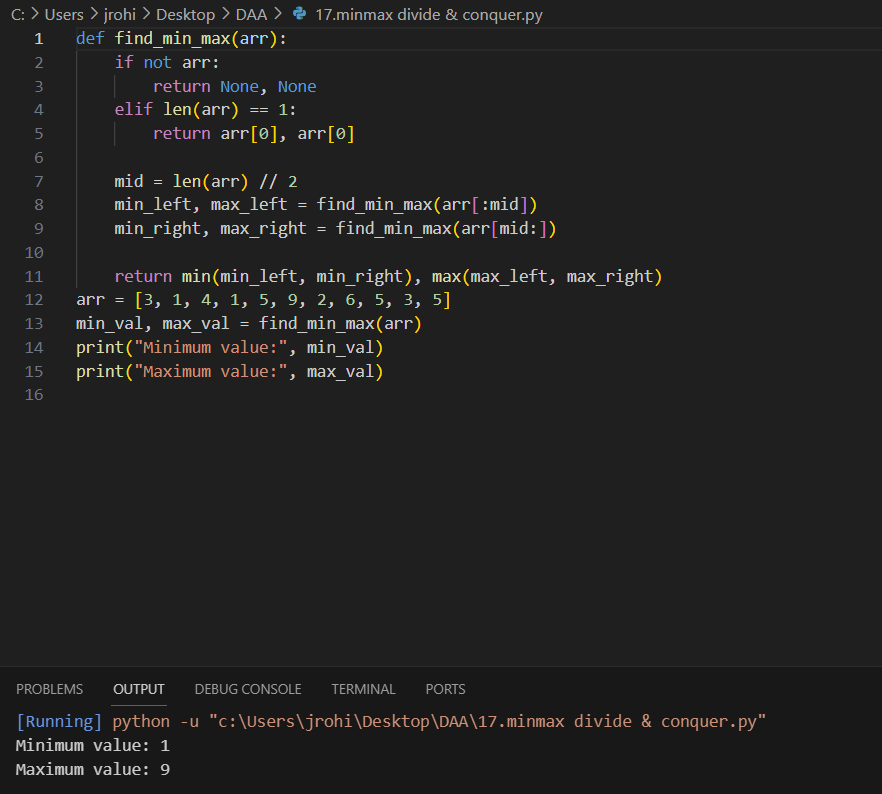 C: > Users > jrohi > Desktop > DAA > 17.minmax divide & conquer.py
1 def find_min_max(arr):
2     if not arr:
3         return None, None
4     elif len(arr) == 1:
5         return arr[0], arr[0]
6
7     mid = len(arr) // 2
8     min_left, max_left = find_min_max(arr[:mid])
9     min_right, max_right = find_min_max(arr[mid:])
10
11     return min(min_left, min_right), max(max_left, max_right)
12 arr = [3, 1, 4, 1, 5, 9, 2, 6, 5, 3, 5]
13 min_val, max_val = find_min_max(arr)
14 print("Minimum value:", min_val)
15 print("Maximum value:", max_val)
16
PROBLEMS OUTPUT DEBUG CONSOLE TERMINAL PORTS
[Running] python -u "c:\Users\jrohi\Desktop\DAA\17.minmax divide & conquer.py"
Minimum value: 1
Maximum value: 9